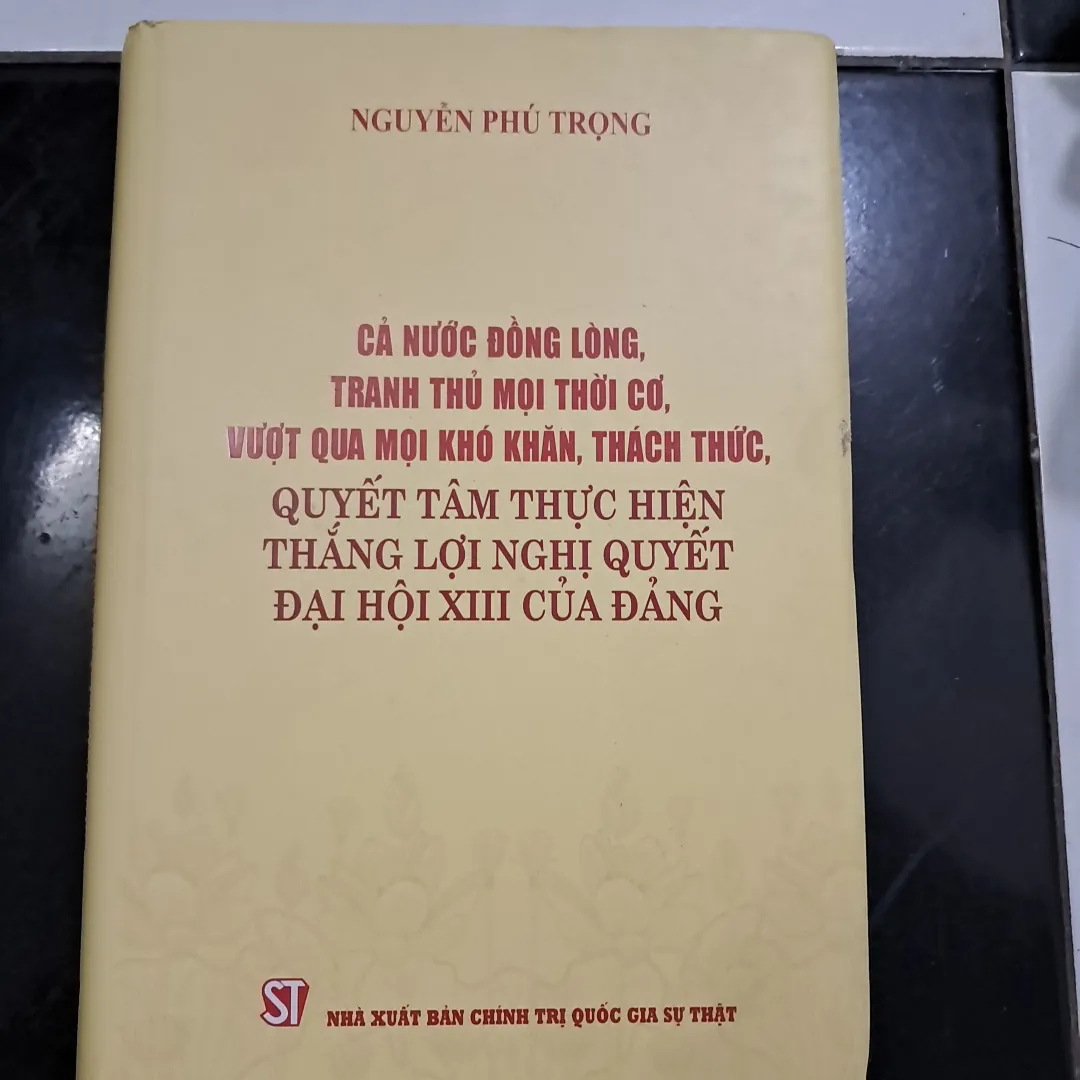 NGUYỄN PHÚ TRỌNG
CẢ NƯỚC ĐỒNG LÒNG,
TRANH THỦ MỌI THỜI CƠ,
VƯỢT QUA MỌI KHÓ KHĂN, THÁCH THỨC,
QUYẾT TÂM THỰC HIỆN
THẮNG LỢI NGHỊ QUYẾT
ĐẠI HỘI XIII CỦA ĐẢNG
ST NHÀ XUẤT BẢN CHÍNH TRỊ QUỐC GIA SỰ THẬT